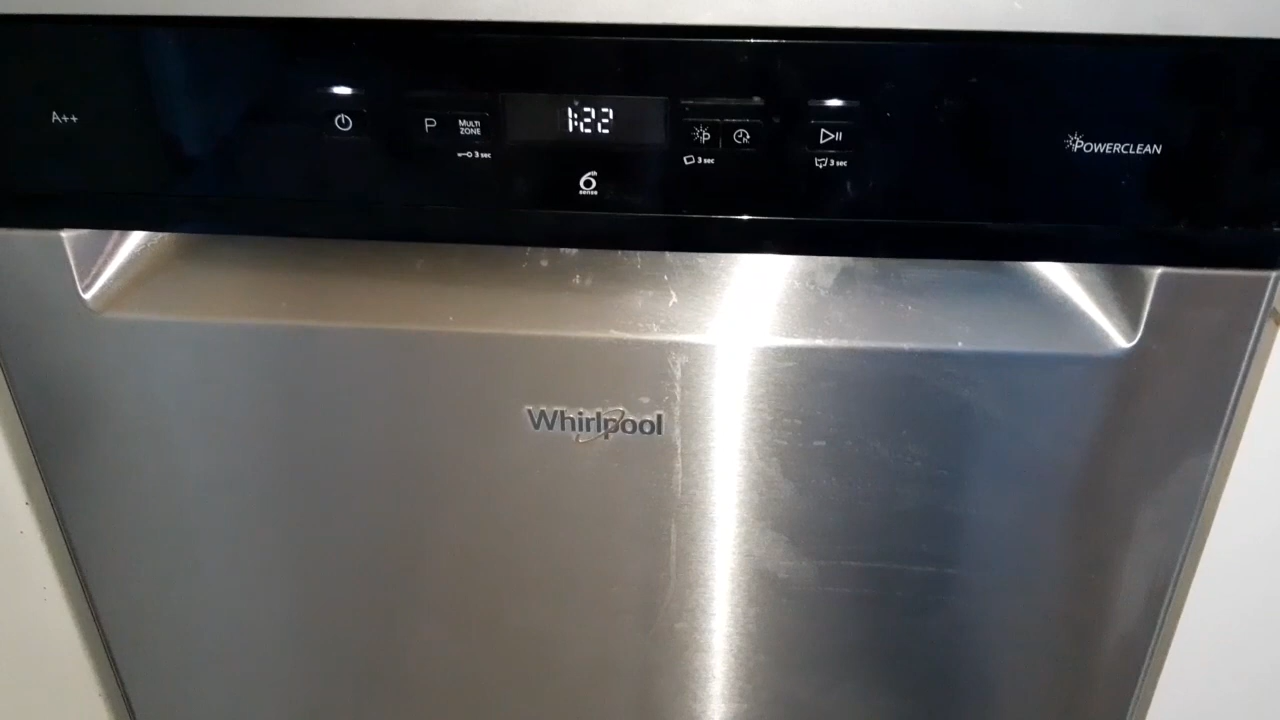 A++
P
MULTI
ZONE
3 sec
1:22
6th
sense
P
3 sec
3 sec
POWERCLEAN
Whirlpool